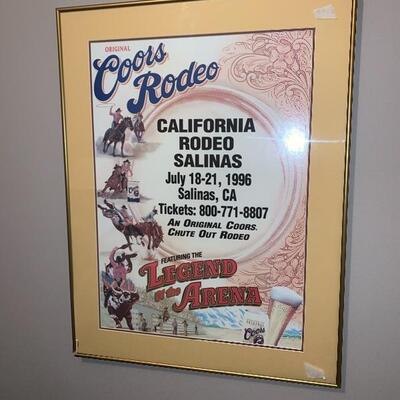 ORIGINAL
Coors
Rodeo
CALIFORNIA
RODEO
SALINAS
July 18-21, 1996
Salinas, CA
Tickets: 800-771-8807
AN ORIGINAL COORS.
CHUTE OUT RODEO
FEATURING THE
LEGEND
of the ARENA
Coors